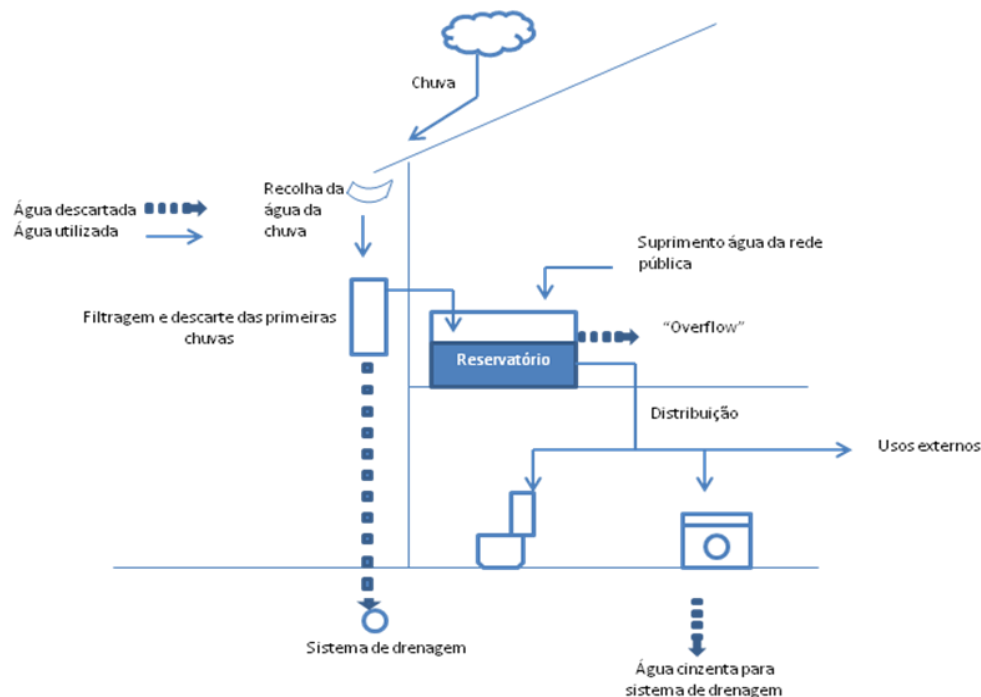 Chuva
Recolha da
água da
chuva
Água descartada
Água utilizada
Suprimento água da rede
pública
Filtragem e descarte das primeiras
chuvas
"Overflow"
Reservatório
Distribuição
Usos externos
Sistema de drenagem
Água cinzenta para
sistema de drenagem